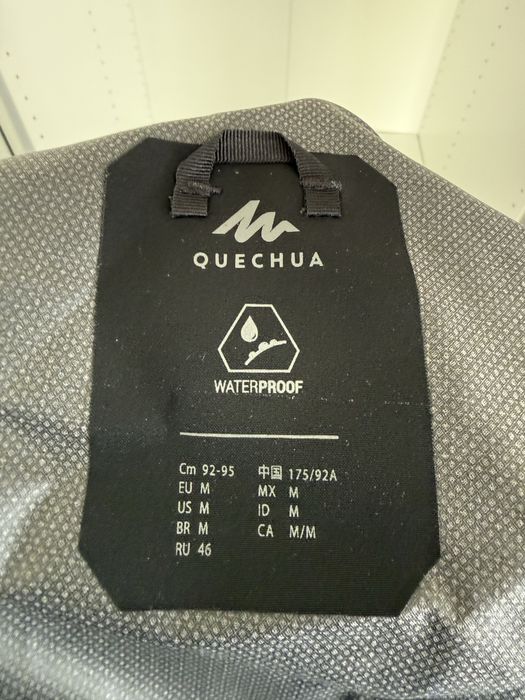 QUECHUA
WATERPROOF
Cm 92-95 中国 175/92A
EU M MX M
US M ID M
BR M CA M/M
RU 46